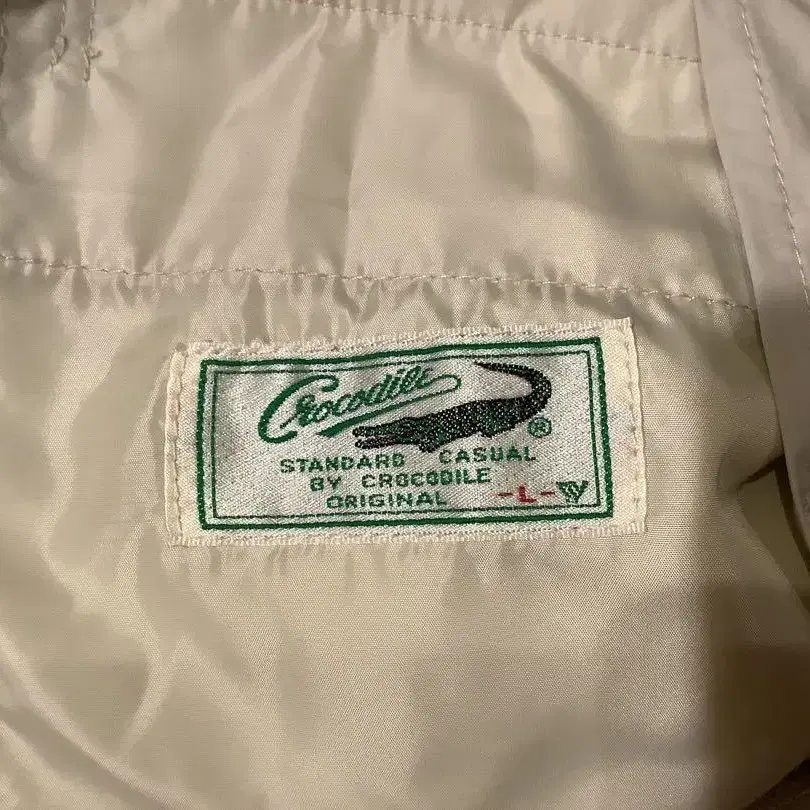 Crocodile
®
STANDARD CASUAL
BY CROCODILE
ORIGINAL -L-